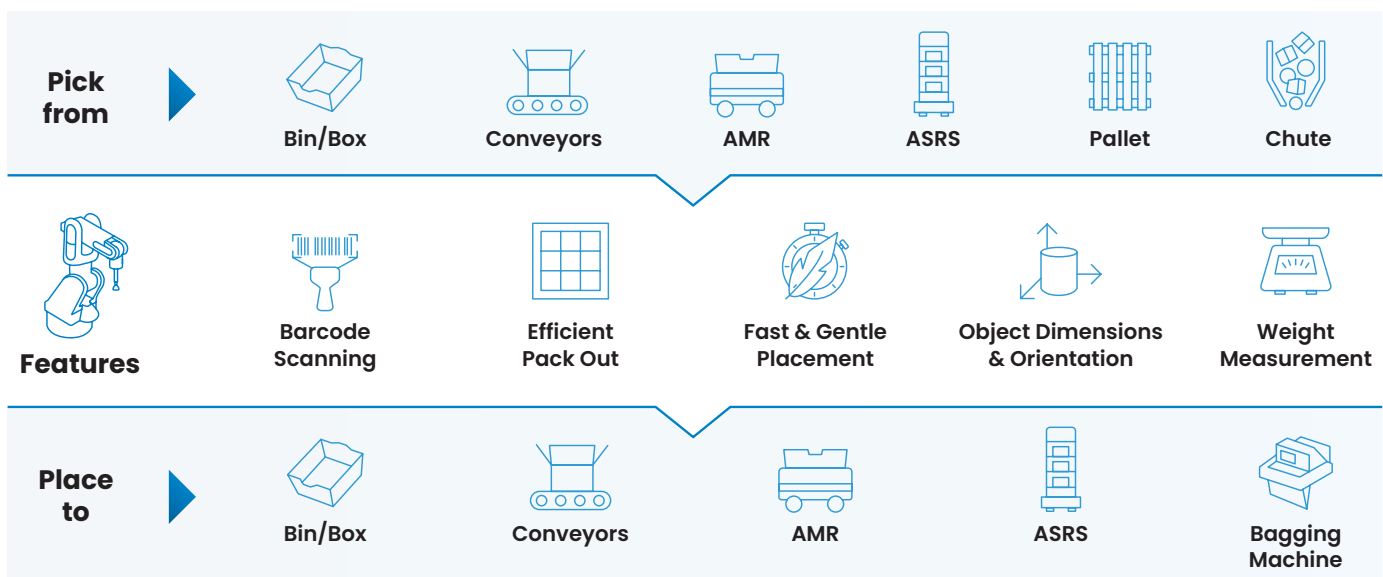 Pick
from
Bin/Box
Conveyors
AMR
ASRS
Pallet
Chute
Features
Barcode
Scanning
Efficient
Pack Out
Fast & Gentle
Placement
Object Dimensions
& Orientation
Weight
Measurement
Place
to
Bin/Box
Conveyors
AMR
ASRS
Bagging
Machine